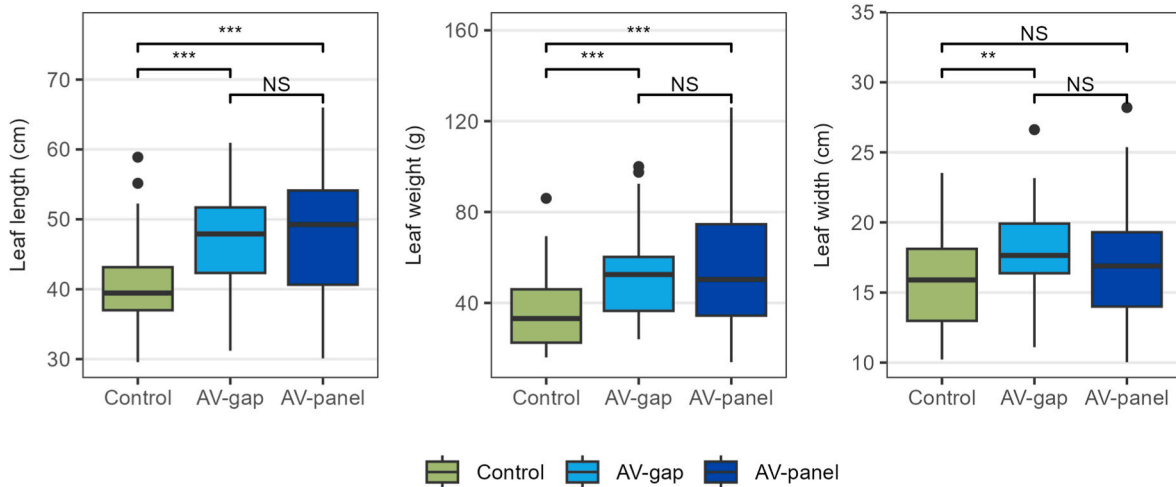 Leaf length (cm)
70
60
50
40
30
***
***
NS
Control AV-gap AV-panel
Leaf weight (g)
160
120
80
40
***
***
NS
Control AV-gap AV-panel
Leaf width (cm)
35
30
25
20
15
10
NS
**
NS
Control AV-gap AV-panel
Control AV-gap AV-panel